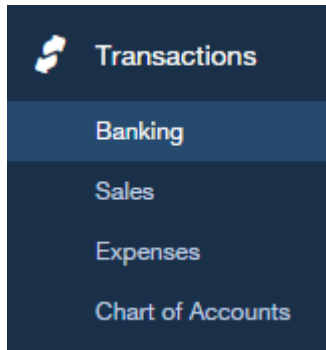 Transactions
Banking
Sales
Expenses
Chart of Accounts